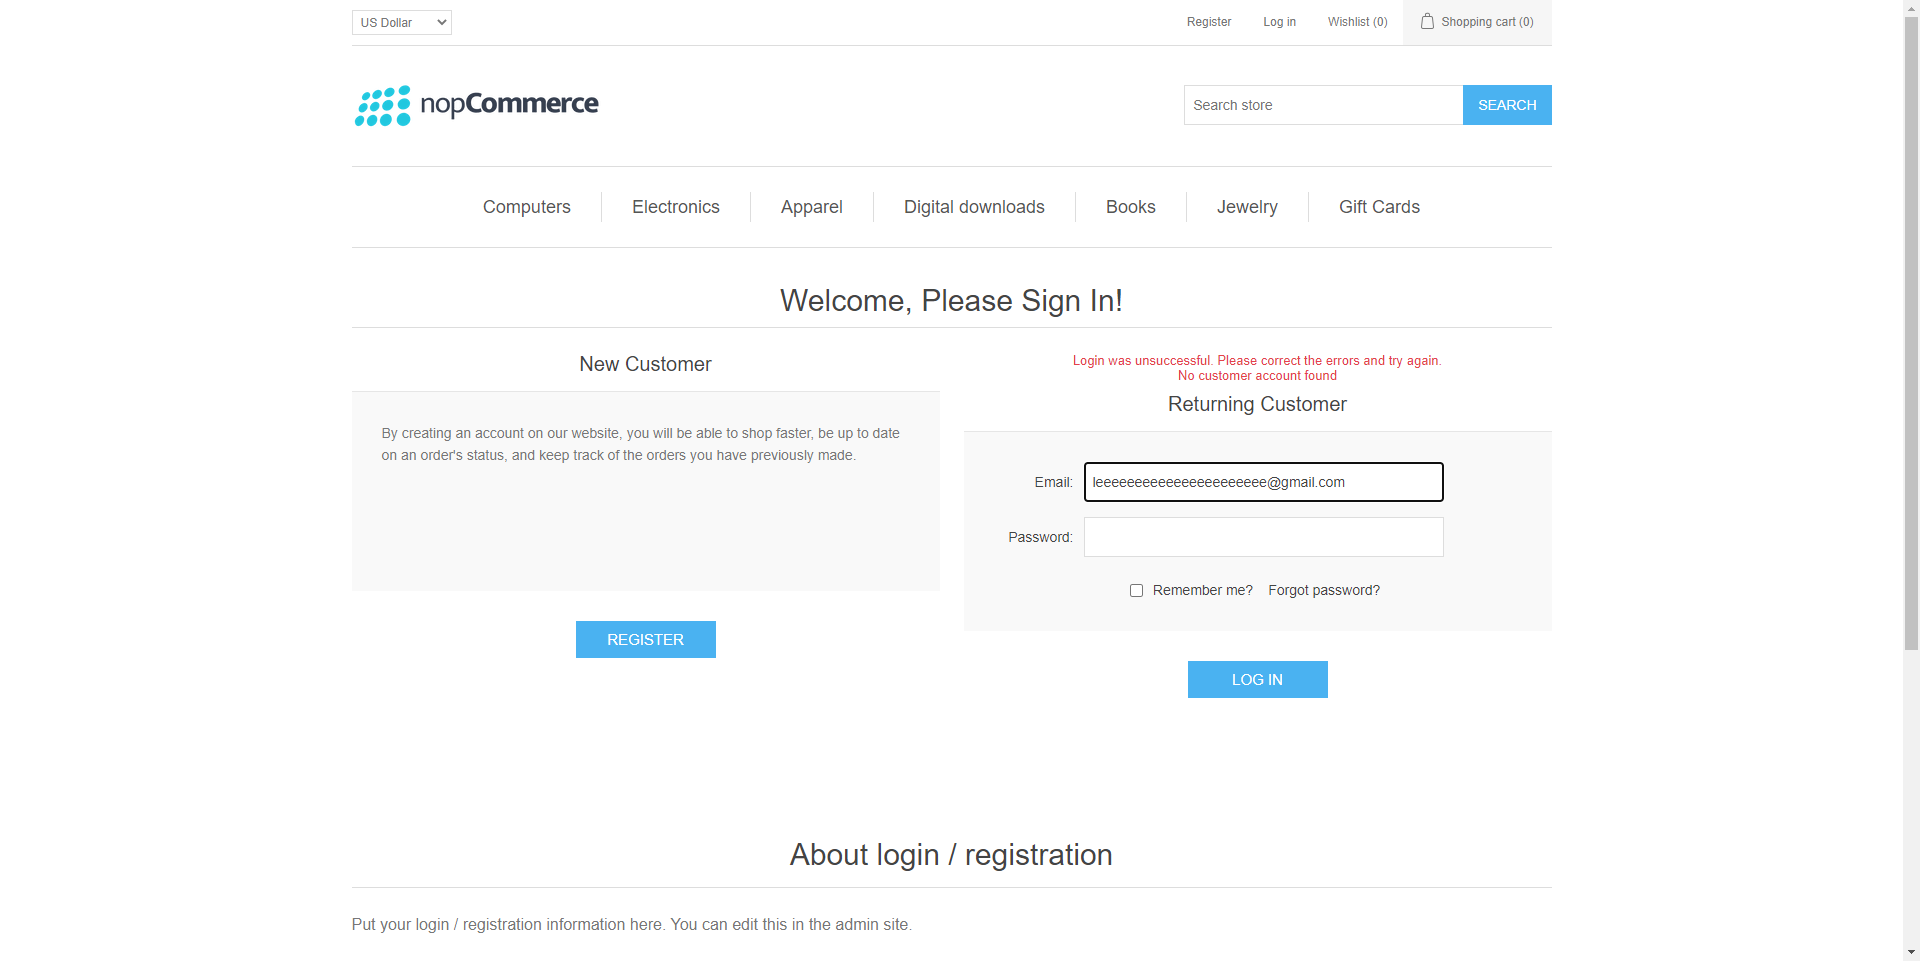 US Dollar
Register
Log in
Wishlist (0)
Shopping cart (0)
nopCommerce
Search store
SEARCH
Computers
Electronics
Apparel
Digital downloads
Books
Jewelry
Gift Cards
Welcome, Please Sign In!
New Customer
By creating an account on our website, you will be able to shop faster, be up to date
on an order's status, and keep track of the orders you have previously made.
REGISTER
Login was unsuccessful. Please correct the errors and try again.
No customer account found
Returning Customer
Email:
leeeeeeeeeeeeeeeeeeeeee@gmail.com
Password:
Remember me?
Forgot password?
LOG IN
About login / registration
Put your login / registration information here. You can edit this in the admin site.